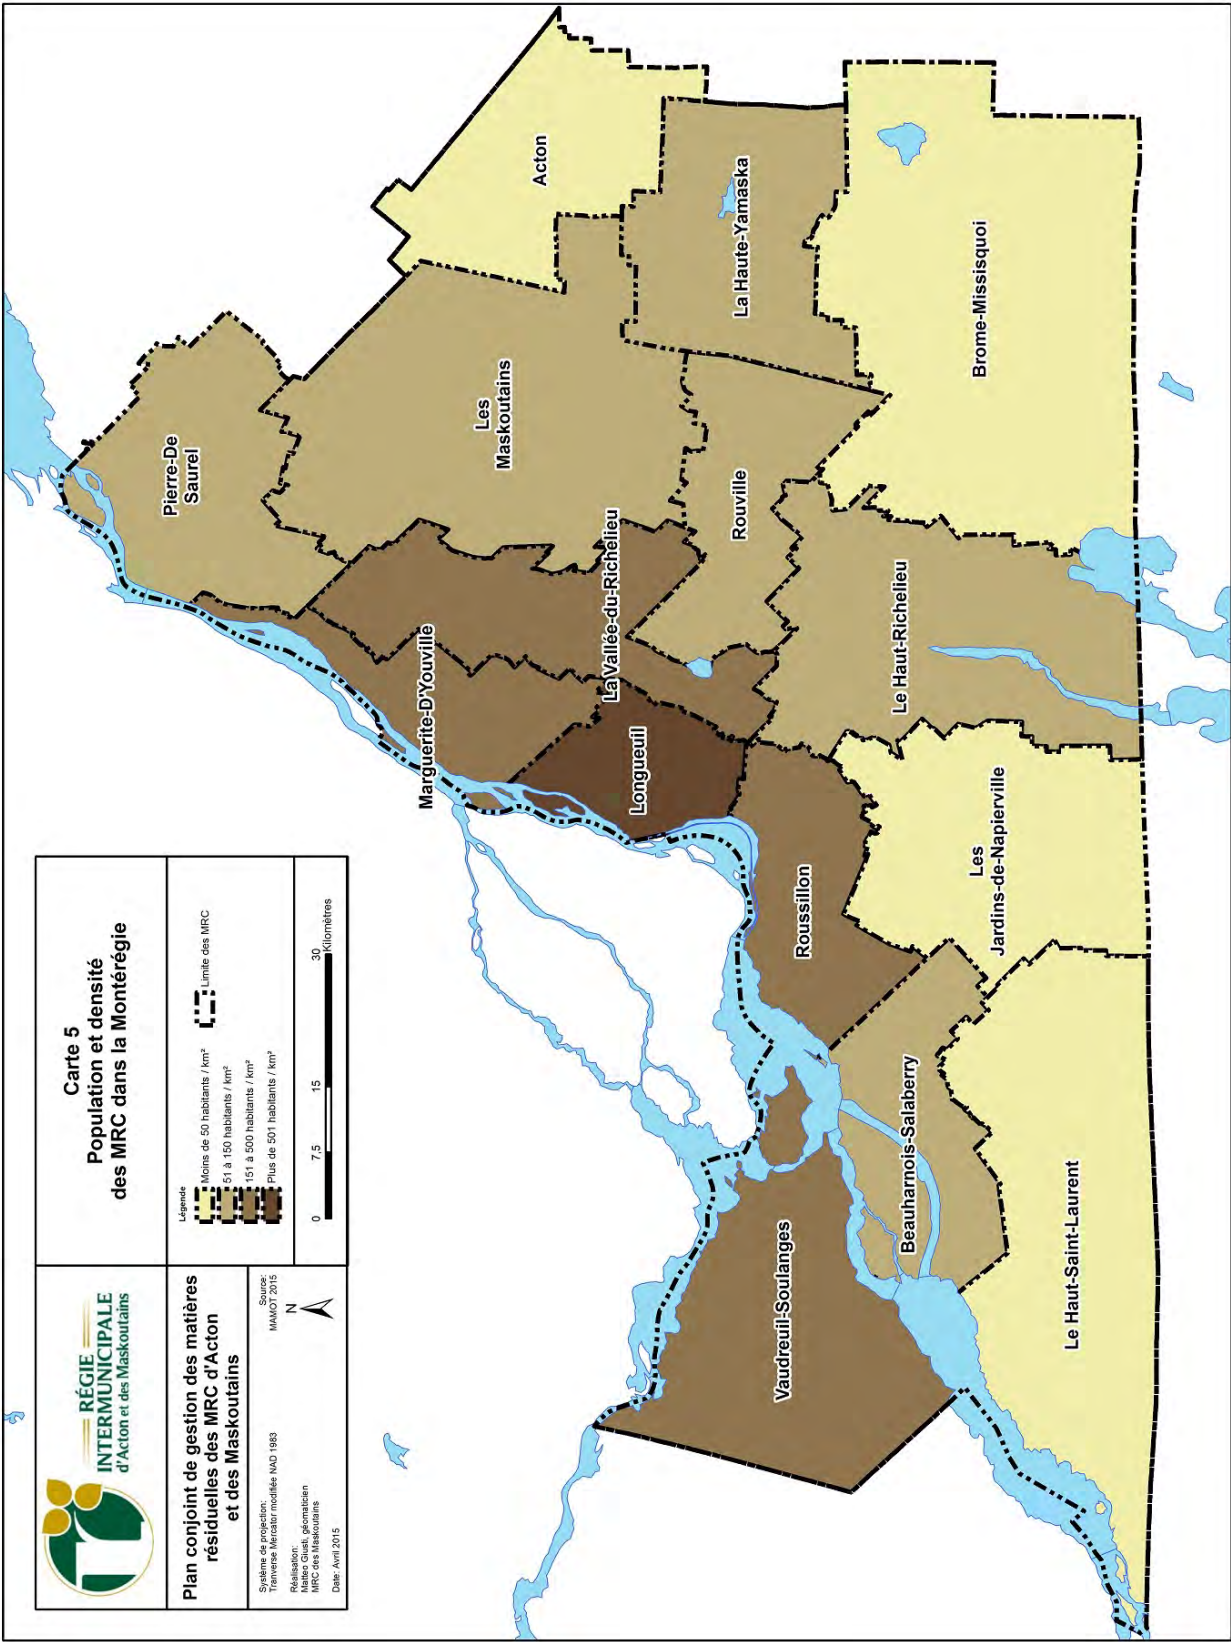 RÉGIE
INTERMUNICIPALE
d'Acton et des Maskoutains
Plan conjoint de gestion des matières
résiduelles des MRC d'Acton
et des Maskoutains
Système de projection:
Tranverse Mercator modifiée NAD 1983
Réalisation:
Matteo Giusti, géomaticien
MRC des Maskoutains
Date: Avril 2015
Source:
MAMOT 2015
N
Carte 5
Population et densité
des MRC dans la Montérégie
Légende
Moins de 50 habitants / km²
51 à 150 habitants / km²
151 à 500 habitants / km²
Plus de 501 habitants / km²
Limite des MRC
0
7,5
15
30
Kilomètres
Pierre-De
Saurel
Acton
Les
Maskoutains
Marguerite-D'Youville
La Vallée-du-Richelieu
Longueuil
La Haute-Yamaska
Rouville
Vaudreuil-Soulanges
Roussillon
Beauharnois-Salaberry
Le Haut-Richelieu
Brome-Missisquoi
Les
Jardins-de-Napierville
Le Haut-Saint-Laurent